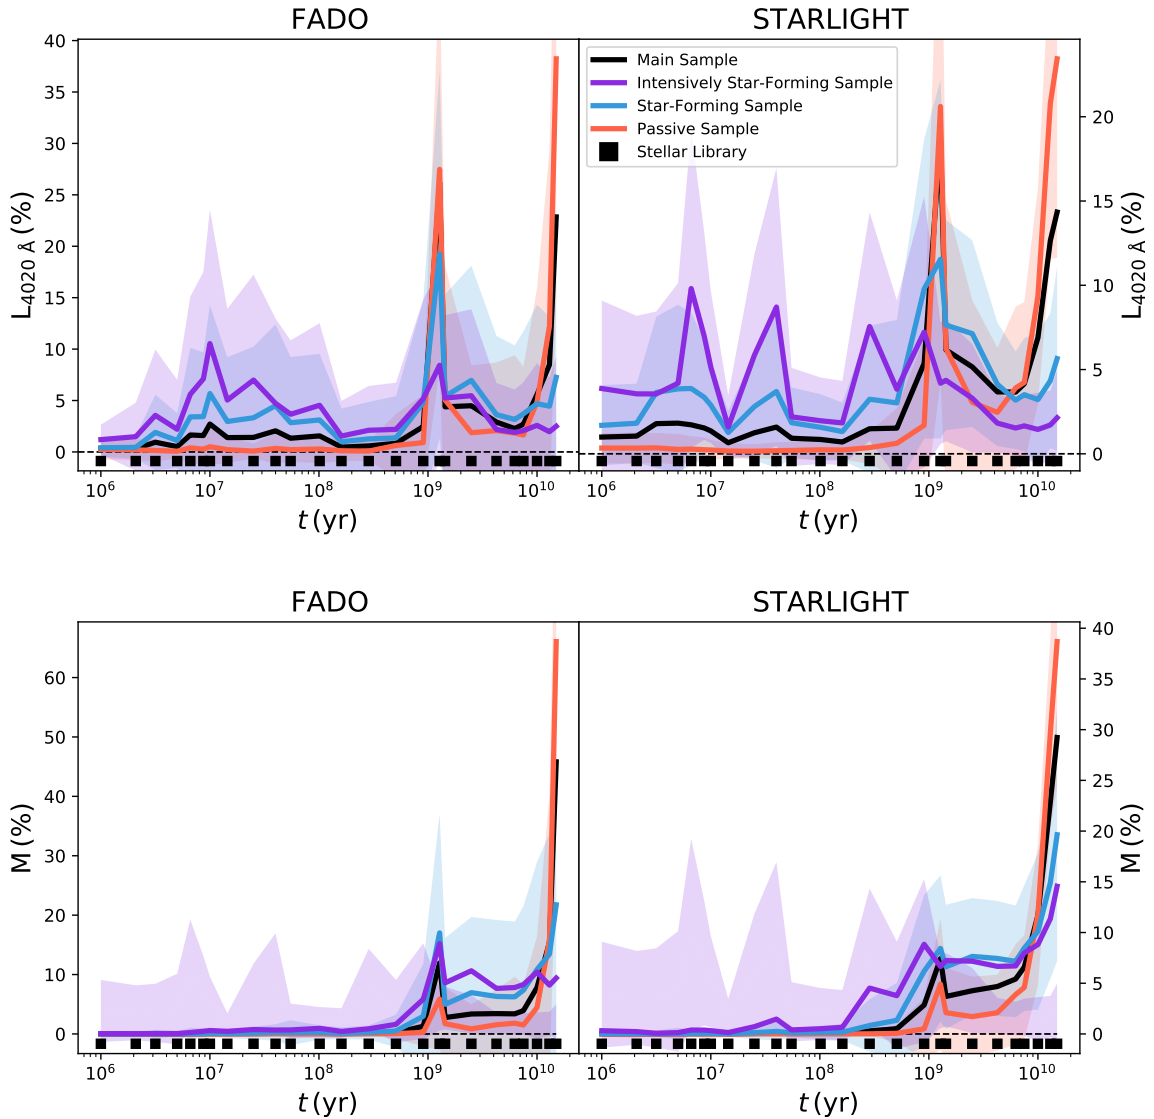 FADO STARLIGHT
40
35
30
25
20
15
10
5
0
L4020 Å (%)
10^6 10^7 10^8 10^9 10^10
t (yr)
Main Sample
Intensively Star-Forming Sample
Star-Forming Sample
Passive Sample
Stellar Library
20
15
10
5
0
L4020 Å (%)
10^6 10^7 10^8 10^9 10^10
t (yr)
FADO STARLIGHT
60
50
40
30
20
10
0
M (%)
10^6 10^7 10^8 10^9 10^10
t (yr)
40
35
30
25
20
15
10
5
0
M (%)
10^6 10^7 10^8 10^9 10^10
t (yr)